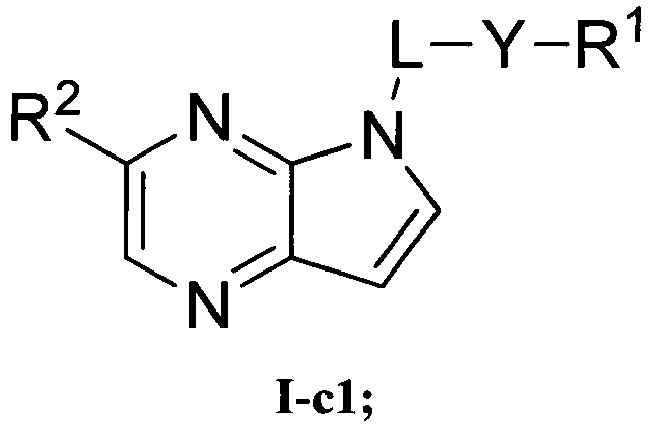 L–Y–R¹
R² N N
N
I-c1;